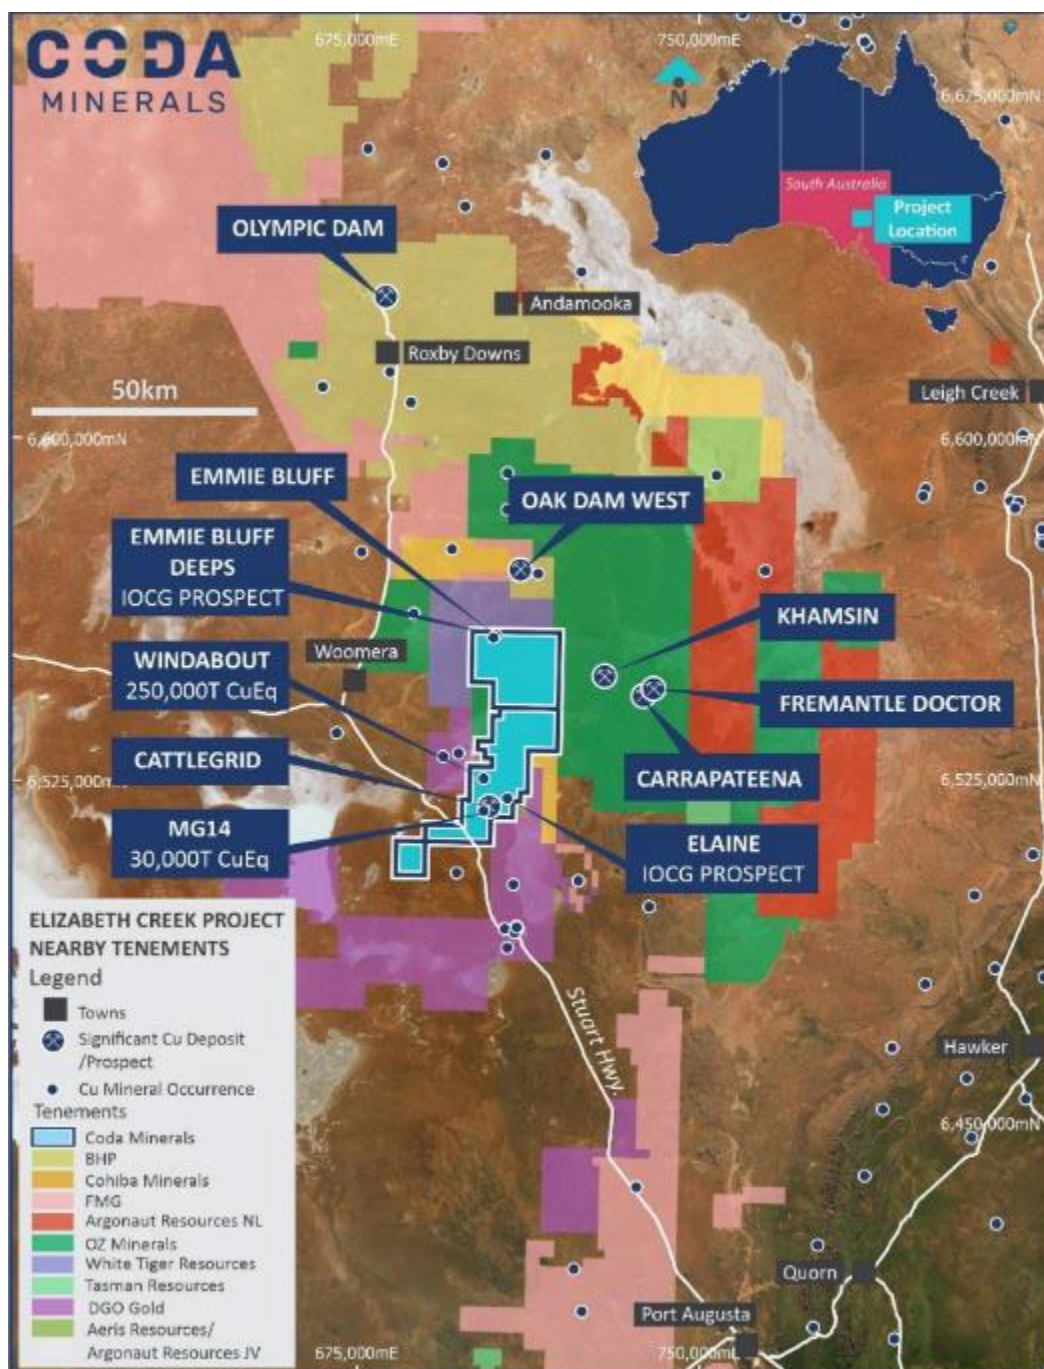 CODA
MINERALS
675,000mE
750,000mE
N
6,675,000mN
South Australia
Project
Location
OLYMPIC DAM
Andamooka
Roxby Downs
50km
Leigh Creek
6,600,000mN
6,600,000mN
EMMIE BLUFF
OAK DAM WEST
EMMIE BLUFF
DEEPS
IOCG PROSPECT
KHAMSIN
Woomera
WINDABOUT
250,000T CuEq
FREMANTLE DOCTOR
CATTLEGRID
CARRAPATEENA
6,525,000mN
6,525,000mN
MG14
30,000T CuEq
ELAINE
IOCG PROSPECT
ELIZABETH CREEK PROJECT
NEARBY TENEMENTS
Legend
Towns
Significant Cu Deposit
/Prospect
Cu Mineral Occurrence
Tenements
Coda Minerals
BHP
Cohiba Minerals
FMG
Argonaut Resources NL
OZ Minerals
White Tiger Resources
Tasman Resources
DGO Gold
Aeris Resources/
Argonaut Resources JV
Stuart Hwy.
Hawker
6,450,000mN
Quorn
Port Augusta
675,000mE
750,000mE